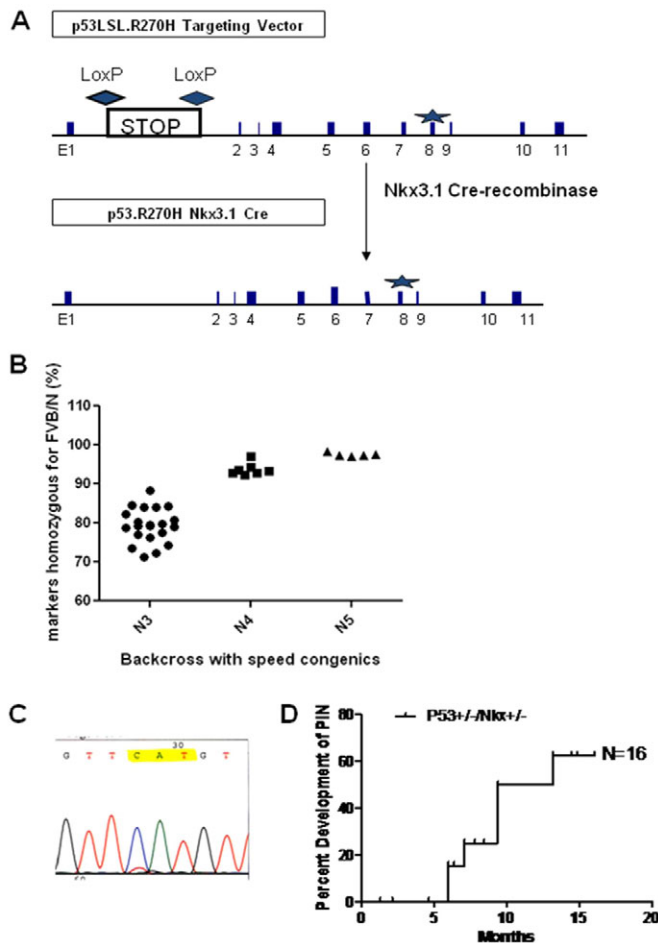 A
p53LSL.R270H Targeting Vector
LoxP LoxP
STOP
E1 2 3 4 5 6 7 8 9 10 11
Nkx3.1 Cre-recombinase
p53.R270H Nkx3.1 Cre
E1 2 3 4 5 6 7 8 9 10 11
B
markers homozygous for FVB/N (%)
110
100
90
80
70
60
N3 N4 N5
Backcross with speed congenics
C
30
G T T C A T G T
D
P53+/-/Nkx+/-
N=16
Percent Development of PIN
80
60
40
20
0
0 5 10 15 20
Months